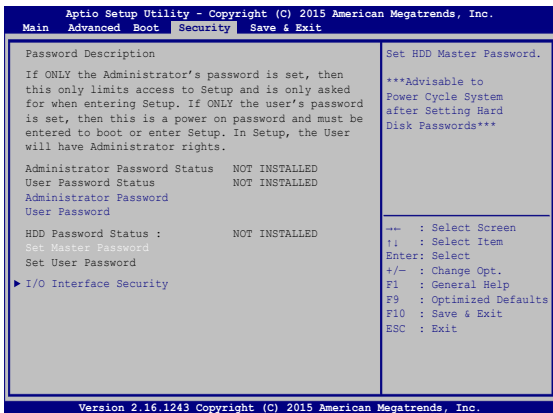 Aptio Setup Utility - Copyright (C) 2015 American Megatrends, Inc.
Main Advanced Boot Security Save & Exit
Password Description
If ONLY the Administrator's password is set, then
this only limits access to Setup and is only asked
for when entering Setup. If ONLY the user's password
is set, then this is a power on password and must be
entered to boot or enter Setup. In Setup, the User
will have Administrator rights.
Administrator Password Status NOT INSTALLED
User Password Status NOT INSTALLED
Administrator Password
User Password
HDD Password Status : NOT INSTALLED
Set Master Password
Set User Password
▶ I/O Interface Security
Set HDD Master Password.
***Advisable to
Power Cycle System
after Setting Hard
Disk Passwords***
→← : Select Screen
↑↓ : Select Item
Enter: Select
+/— : Change Opt.
F1 : General Help
F9 : Optimized Defaults
F10 : Save & Exit
ESC : Exit
Version 2.16.1243 Copyright (C) 2015 American Megatrends, Inc.